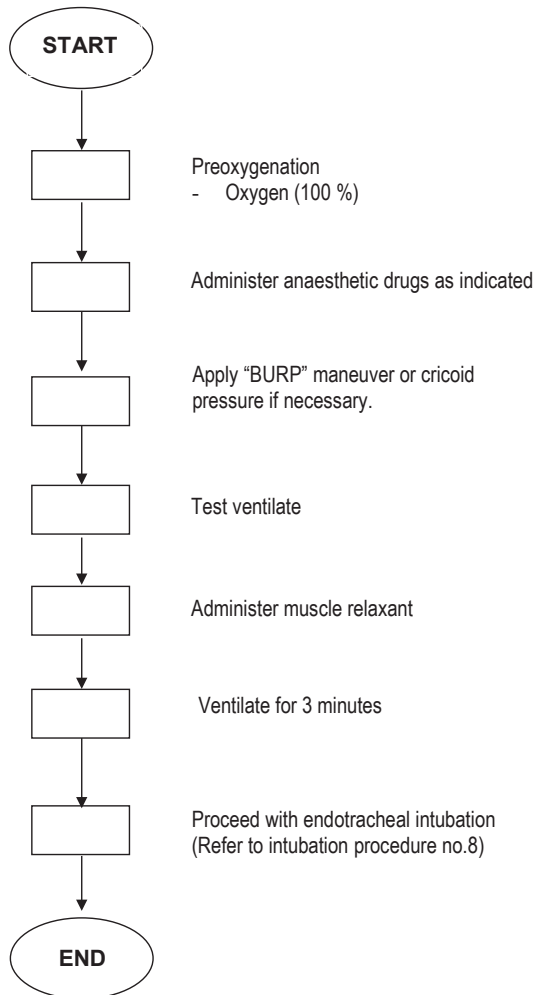 START
Preoxygenation
- Oxygen (100 %)
Administer anaesthetic drugs as indicated
Apply “BURP” maneuver or cricoid
pressure if necessary.
Test ventilate
Administer muscle relaxant
Ventilate for 3 minutes
Proceed with endotracheal intubation
(Refer to intubation procedure no.8)
END